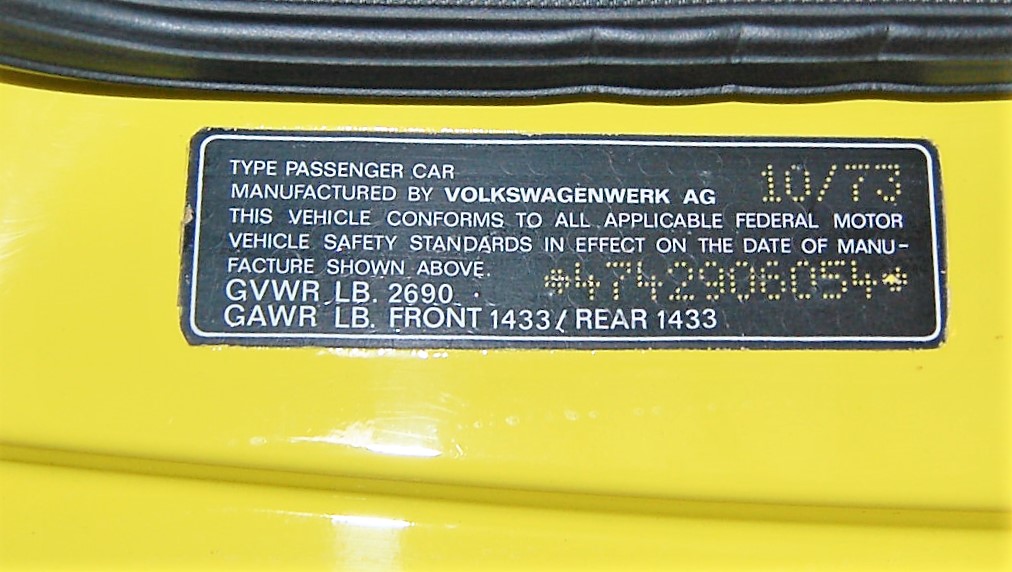 TYPE PASSENGER CAR 10/73
MANUFACTURED BY VOLKSWAGENWERK AG
THIS VEHICLE CONFORMS TO ALL APPLICABLE FEDERAL MOTOR
VEHICLE SAFETY STANDARDS IN EFFECT ON THE DATE OF MANU-
FACTURE SHOWN ABOVE. *4742906054*
GVWR LB. 2690
GAWR LB. FRONT 1433/REAR 1433